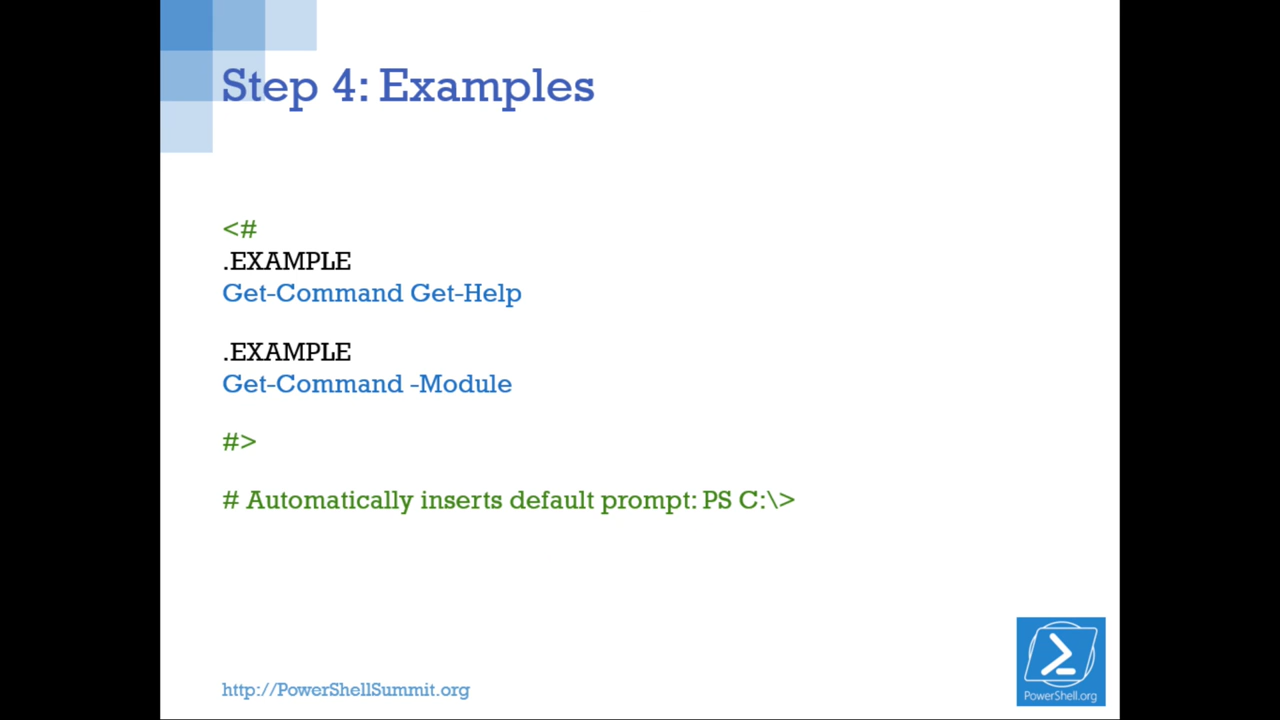 Step 4: Examples
<#
.EXAMPLE
Get-Command Get-Help
.EXAMPLE
Get-Command -Module
#>
# Automatically inserts default prompt: PS C:\>
http://PowerShellSummit.org
PowerShell.org